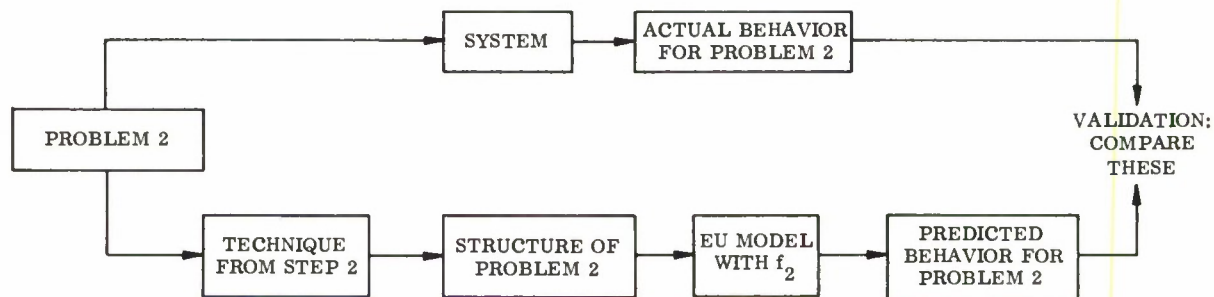 SYSTEM
ACTUAL BEHAVIOR
FOR PROBLEM 2
PROBLEM 2
VALIDATION:
COMPARE
THESE
TECHNIQUE
FROM STEP 2
STRUCTURE OF
PROBLEM 2
EU MODEL
WITH f₂
PREDICTED
BEHAVIOR FOR
PROBLEM 2